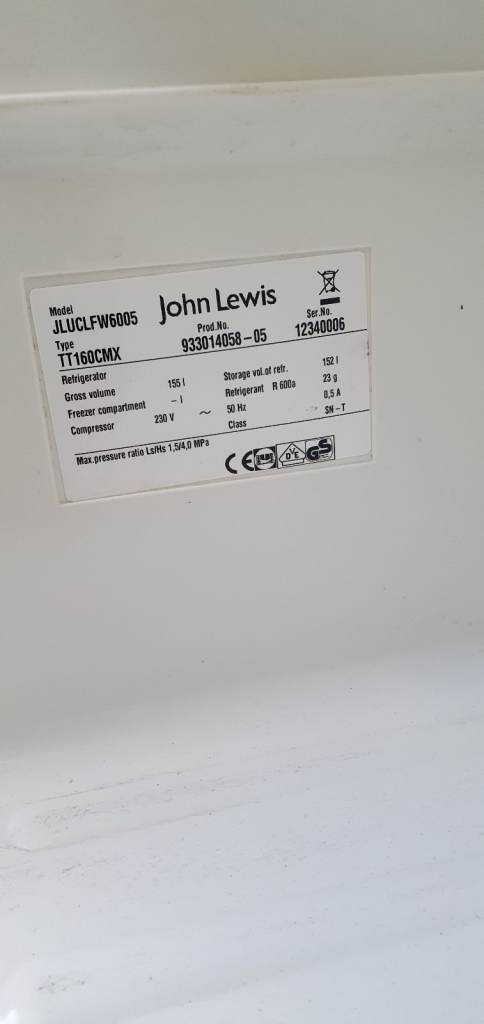 Model
JLUCLFW6005
John Lewis
Type
TT160CMX
Prod.No.
933014058-05
Ser.No.
12340006
Refrigerator
Gross volume 155 l
Storage vol.of refr. 152 l
Freezer compartment - l
Refrigerant R 600a 23 g
Compressor 230 V ~ 50 Hz 0,5 A
Class SN-T
Max.pressure ratio Ls/Hs 1,5/4,0 MPa
CE DVE GS